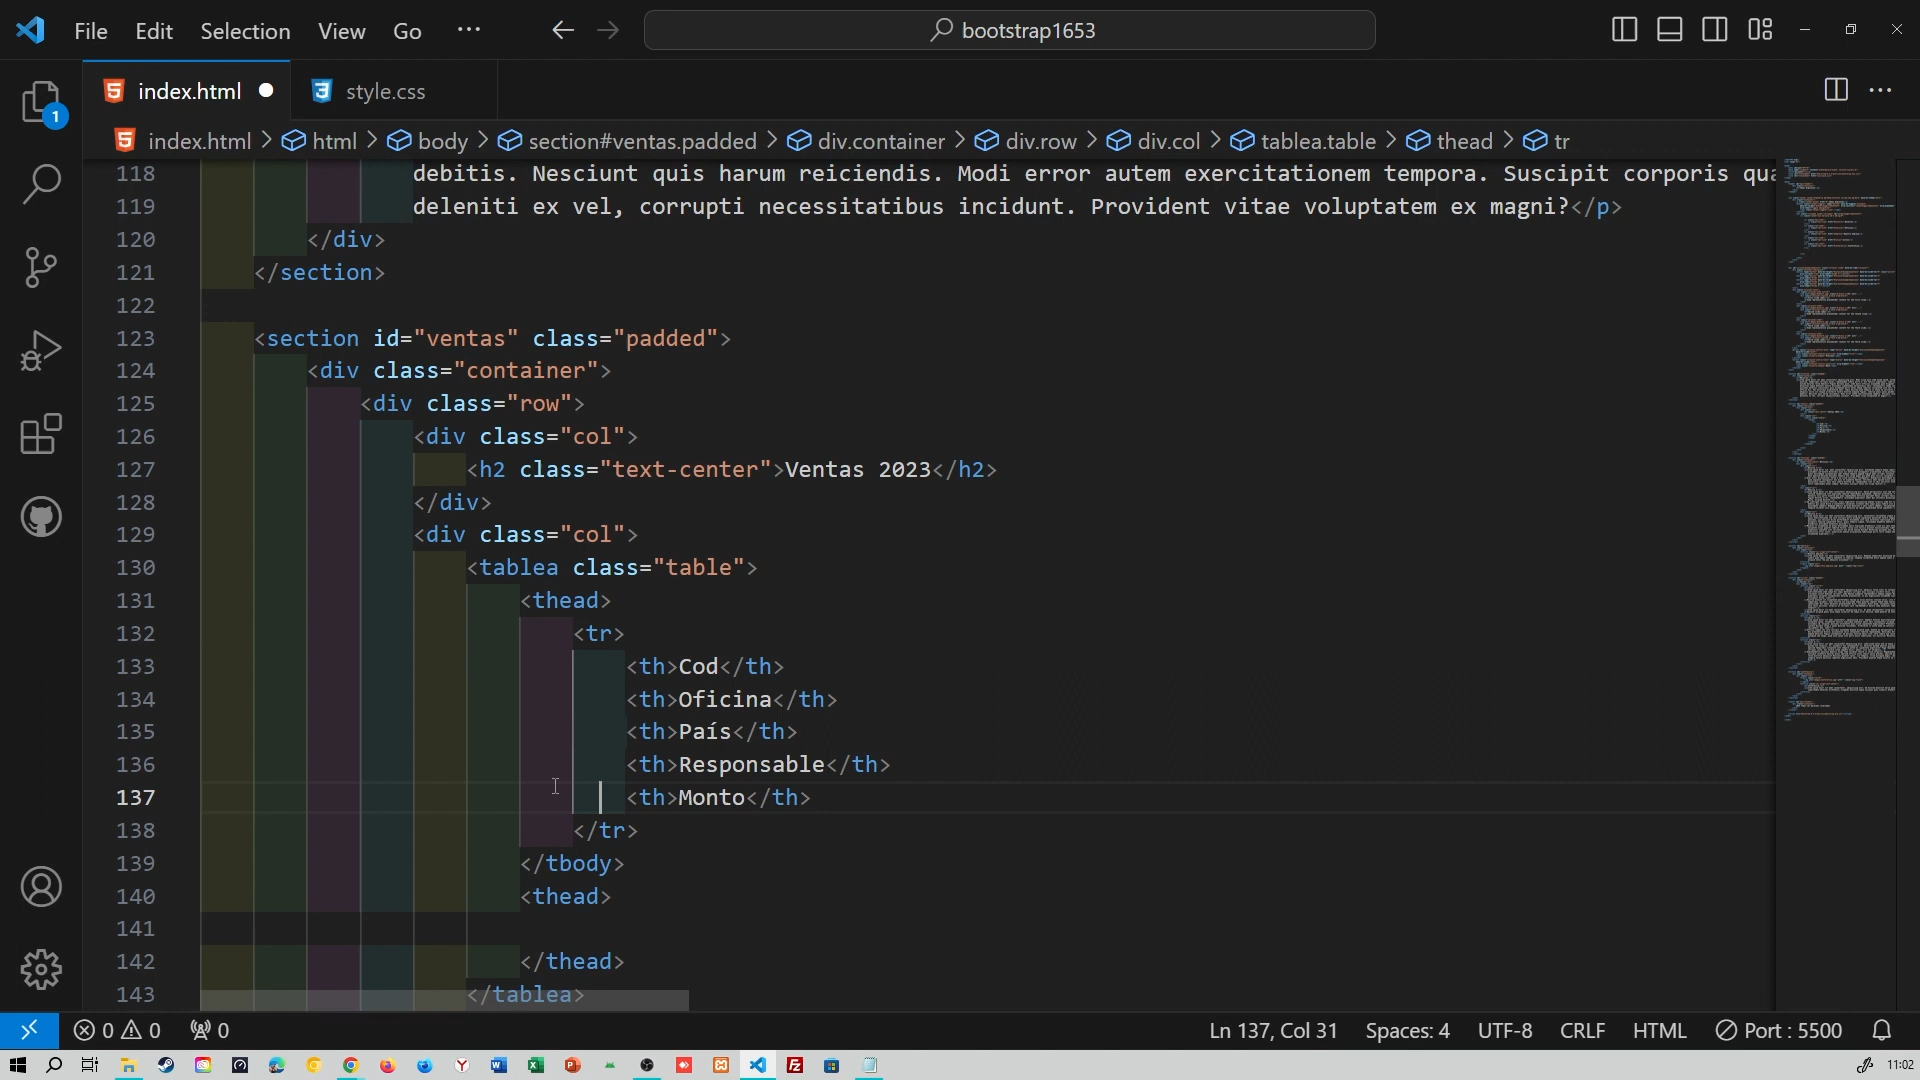 File Edit Selection View Go ··· bootstrap1653
index.html style.css
1
index.html > html > body > section#ventas.padded > div.container > div.row > div.col > tablea.table > thead > tr
118 debitis. Nesciunt quis harum reiciendis. Modi error autem exercitationem tempora. Suscipit corporis qua
119 deleniti ex vel, corrupti necessitatibus incidunt. Provident vitae voluptatem ex magni?</p>
120 </div>
121 </section>
122
123 <section id="ventas" class="padded">
124 <div class="container">
125 <div class="row">
126 <div class="col">
127 <h2 class="text-center">Ventas 2023</h2>
128 </div>
129 <div class="col">
130 <tablea class="table">
131 <thead>
132 <tr>
133 <th>Cod</th>
134 <th>Oficina</th>
135 <th>País</th>
136 <th>Responsable</th>
137 <th>Monto</th>
138 </tr>
139 </tbody>
140 <thead>
141
142 </thead>
143 </tablea>
0 0 0 Ln 137, Col 31 Spaces: 4 UTF-8 CRLF HTML Port : 5500
11:02